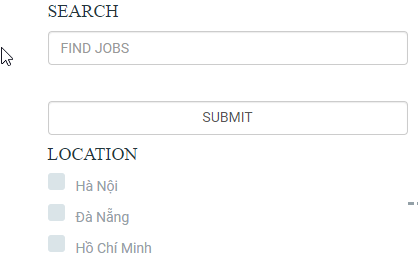 SEARCH
FIND JOBS
SUBMIT
LOCATION
Hà Nội
Đà Nẵng
Hồ Chí Minh